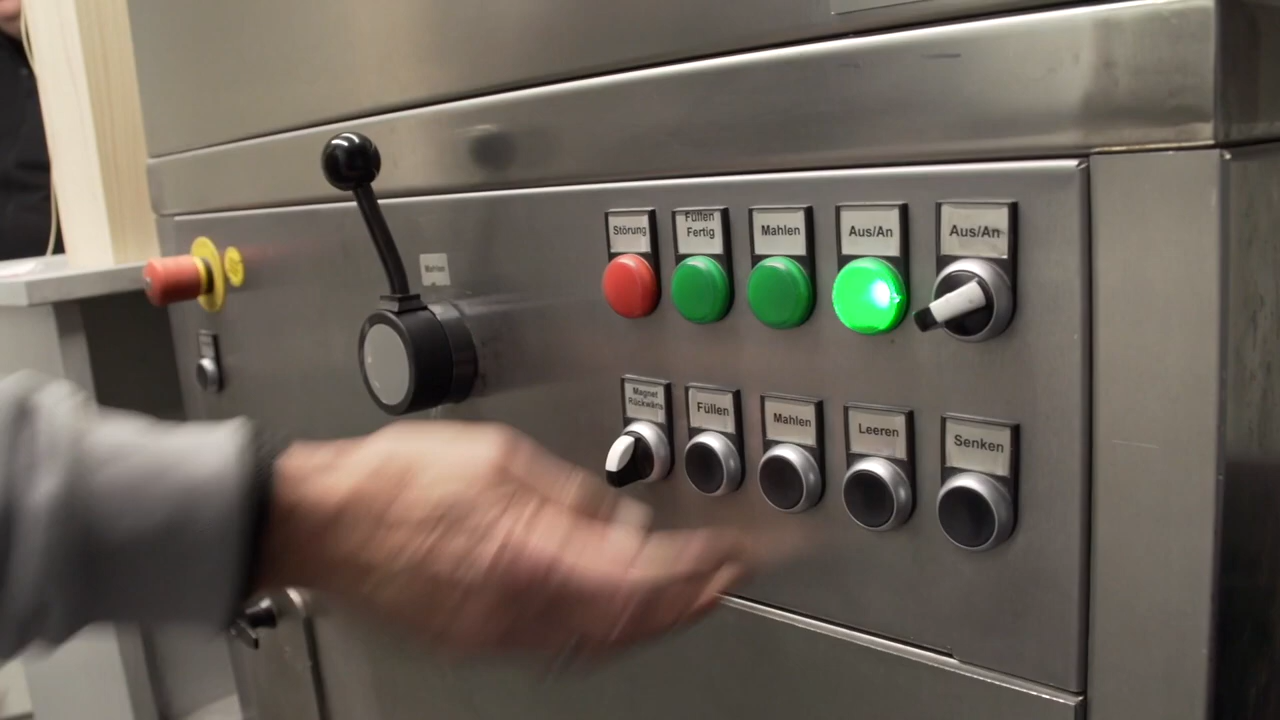 Störung
Füllen
Fertig
Mahlen
Aus/An
Aus/An
Magnet
Rückwärts
Füllen
Mahlen
Leeren
Senken